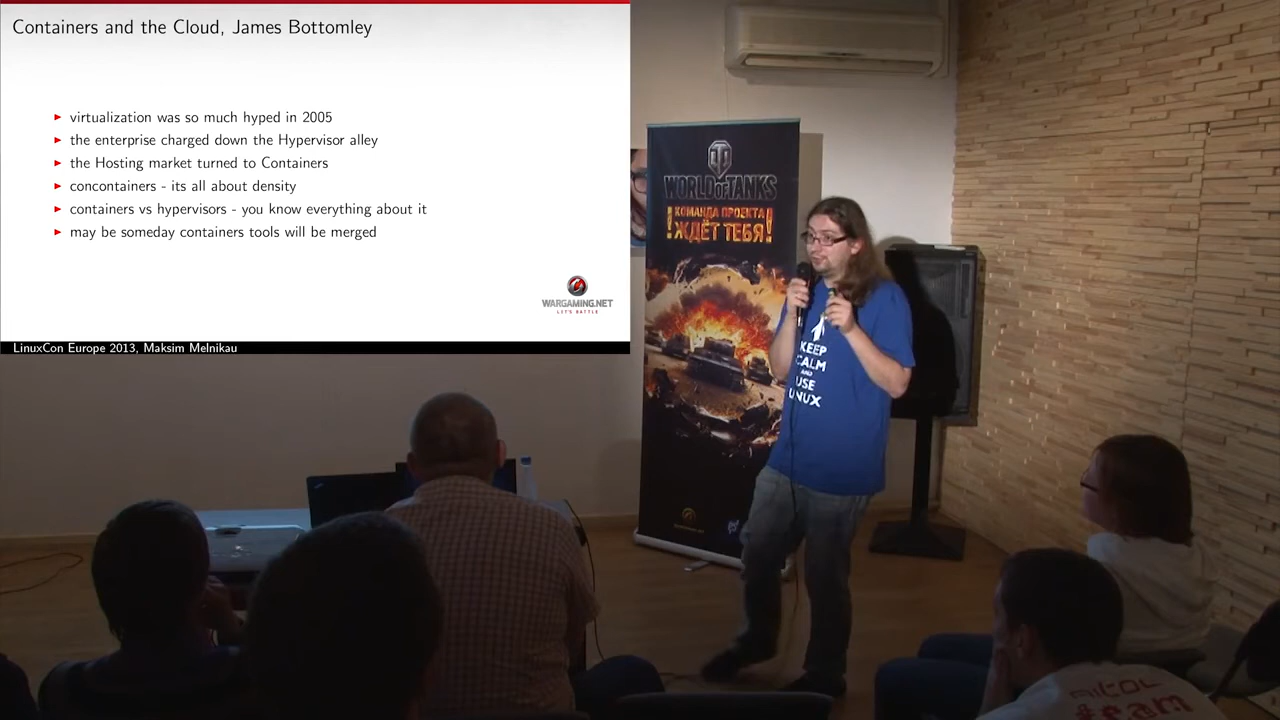 Containers and the Cloud, James Bottomley
virtualization was so much hyped in 2005
the enterprise charged down the Hypervisor alley
the Hosting market turned to Containers
concontainers - its all about density
containers vs hypervisors - you know everything about it
may be someday containers tools will be merged
WARGAMING.NET
LET'S BATTLE
LinuxCon Europe 2013, Maksim Melnikau
WORLD OF TANKS
КОМАНДА ПРОЕКТА
ЖДЁТ ТЕБЯ!
KEEP
CALM
AND
USE
LINUX